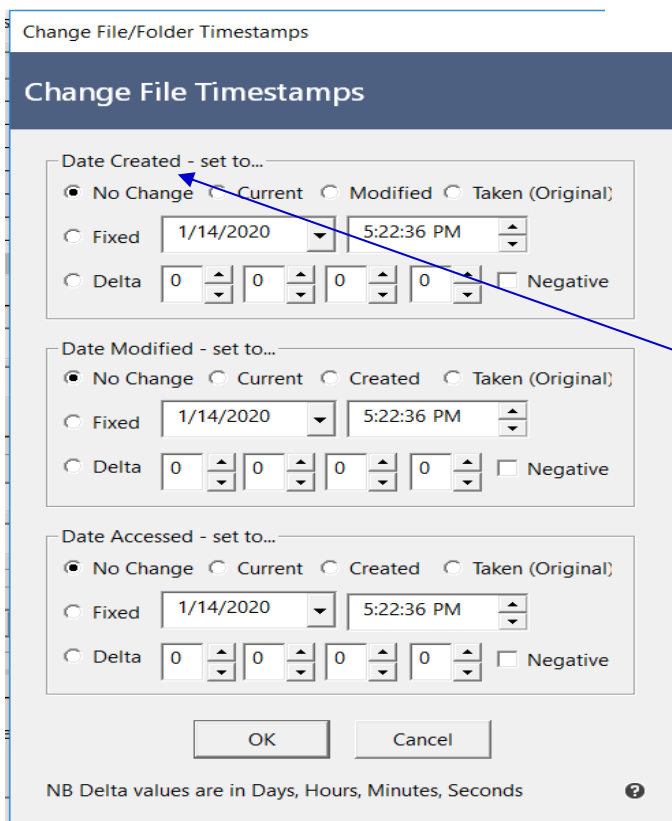 Change File/Folder Timestamps
Change File Timestamps
Date Created - set to...
No Change Current Modified Taken (Original)
Fixed 1/14/2020 5:22:36 PM
Delta 0 0 0 0 Negative
Date Modified - set to...
No Change Current Created Taken (Original)
Fixed 1/14/2020 5:22:36 PM
Delta 0 0 0 0 Negative
Date Accessed - set to...
No Change Current Created Taken (Original)
Fixed 1/14/2020 5:22:36 PM
Delta 0 0 0 0 Negative
OK Cancel
NB Delta values are in Days, Hours, Minutes, Seconds ?